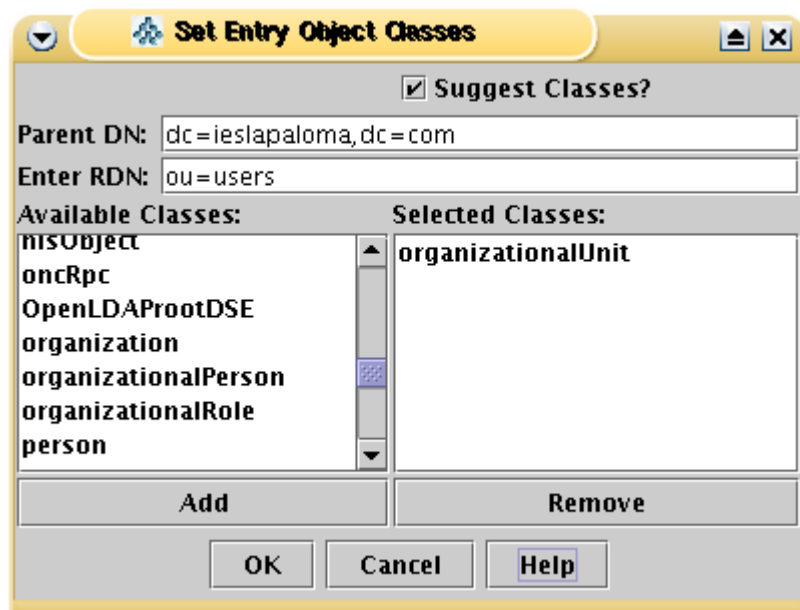 Set Entry Object Classes
Suggest Classes?
Parent DN: dc=ieslapaloma,dc=com
Enter RDN: ou=users
Available Classes:
Selected Classes:
nisObject
oncRpc
OpenLDAProotDSE
organization
organizationalPerson
organizationalRole
person
organizationalUnit
Add
Remove
OK
Cancel
Help